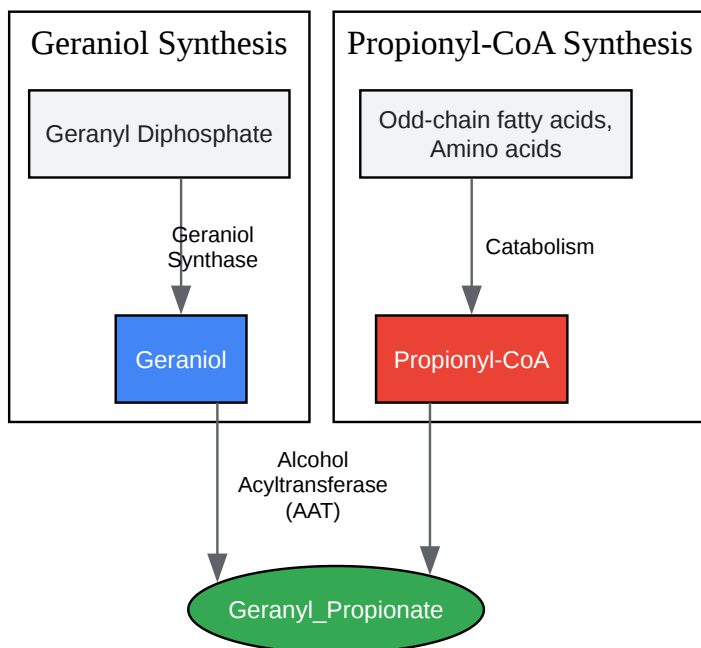 Geraniol Synthesis
Propionyl-CoA Synthesis
Geranyl Diphosphate
Odd-chain fatty acids,
Amino acids
Geraniol
Synthase
Catabolism
Geraniol
Propionyl-CoA
Alcohol
Acyltransferase
(AAT)
Geranyl_Propionate